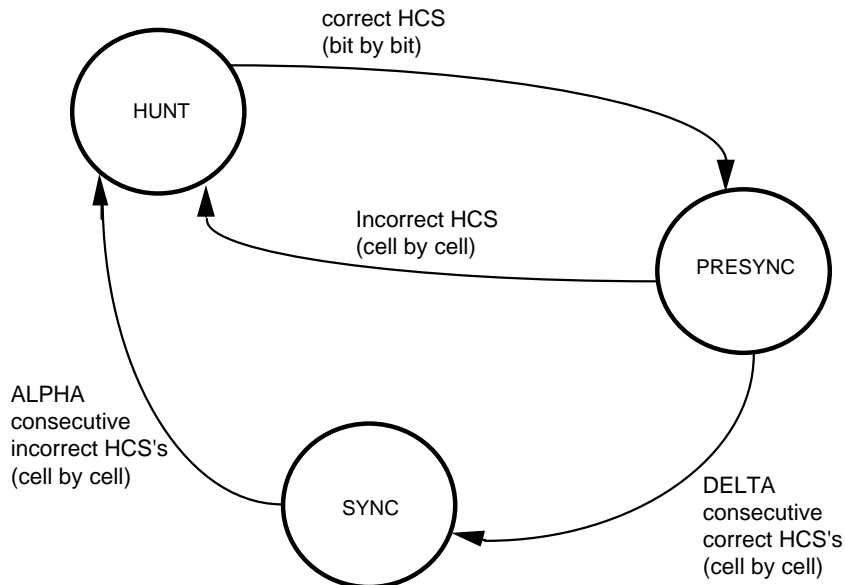 correct HCS
(bit by bit)
HUNT
Incorrect HCS
(cell by cell)
PRESYNC
ALPHA
consecutive
incorrect HCS's
(cell by cell)
SYNC
DELTA
consecutive
correct HCS's
(cell by cell)